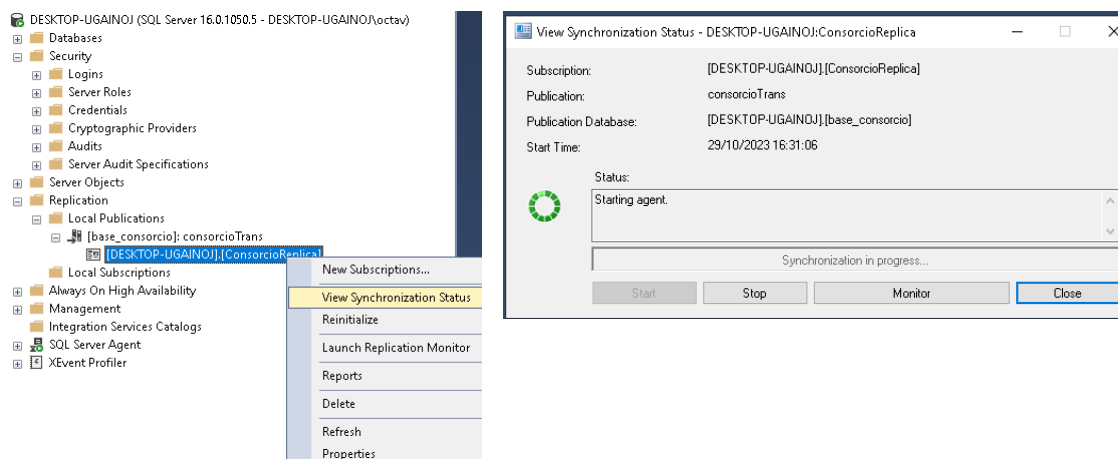 DESKTOP-UGAINOJ (SQL Server 16.0.1050.5 - DESKTOP-UGAINOJ\octav)
Databases
Security
Logins
Server Roles
Credentials
Cryptographic Providers
Audits
Server Audit Specifications
Server Objects
Replication
Local Publications
[base_consorcio]: consorcioTrans
[DESKTOP-UGAINOJ].[ConsorcioReplica]
Local Subscriptions
Always On High Availability
Management
Integration Services Catalogs
SQL Server Agent
XEvent Profiler
New Subscriptions...
View Synchronization Status
Reinitialize
Launch Replication Monitor
Reports
Delete
Refresh
Properties
View Synchronization Status - DESKTOP-UGAINOJ:ConsorcioReplica
Subscription: [DESKTOP-UGAINOJ].[ConsorcioReplica]
Publication: consorcioTrans
Publication Database: [DESKTOP-UGAINOJ].[base_consorcio]
Start Time: 29/10/2023 16:31:06
Status:
Starting agent.
Synchronization in progress...
Start Stop Monitor Close